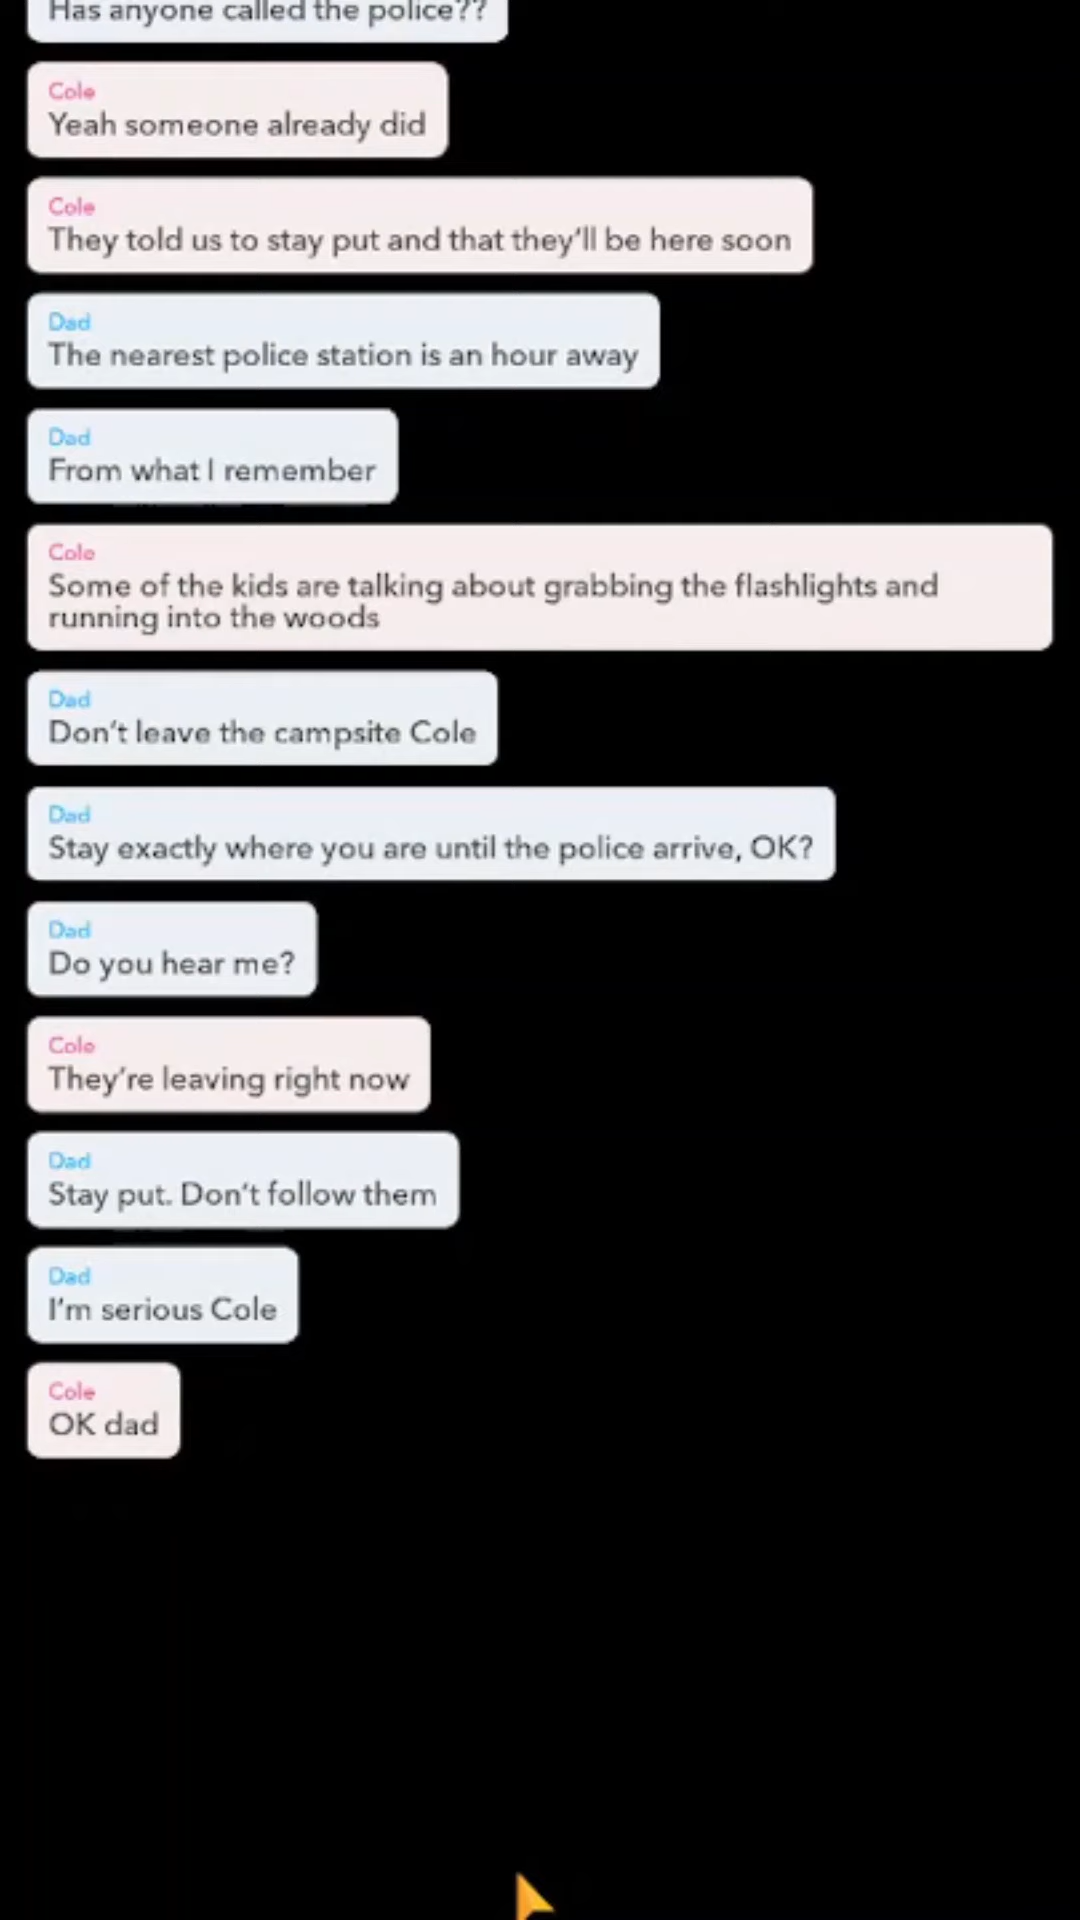 Has anyone called the police??
Cole
Yeah someone already did
Cole
They told us to stay put and that they’ll be here soon
Dad
The nearest police station is an hour away
Dad
From what I remember
Cole
Some of the kids are talking about grabbing the flashlights and
running into the woods
Dad
Don’t leave the campsite Cole
Dad
Stay exactly where you are until the police arrive, OK?
Dad
Do you hear me?
Cole
They’re leaving right now
Dad
Stay put. Don’t follow them
Dad
I’m serious Cole
Cole
OK dad